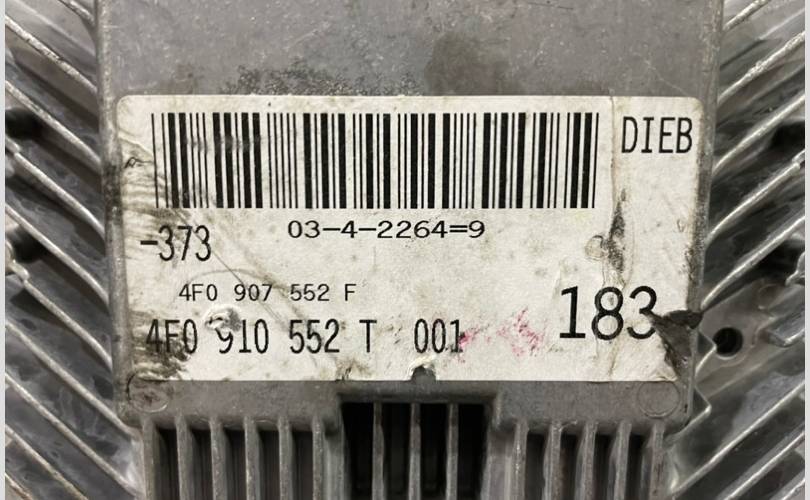 DIEB
03-4-2264=9
-373
4F0 907 552 F
183
4F0 910 552 T 001